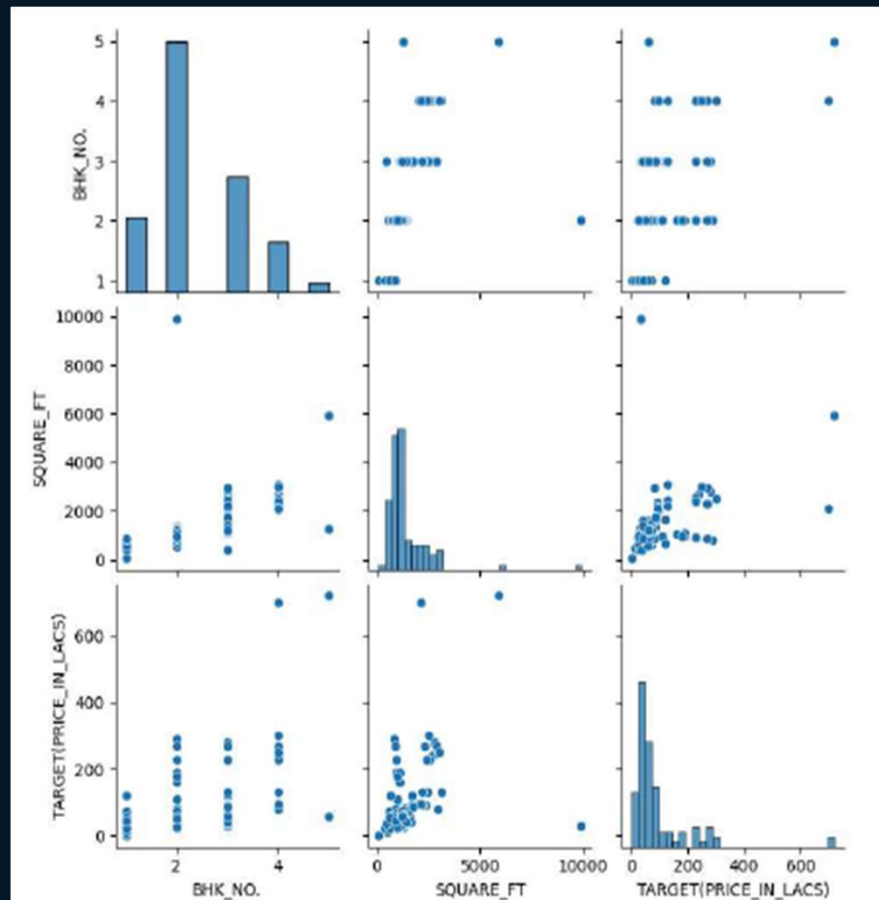 5
4
3
2
1
BHK_NO.
10000
8000
6000
4000
2000
0
SQUARE_FT
600
400
200
0
TARGET(PRICE_IN_LACS)
2 4
0 5000 10000
0 200 400 600
BHK_NO. SQUARE_FT TARGET(PRICE_IN_LACS)